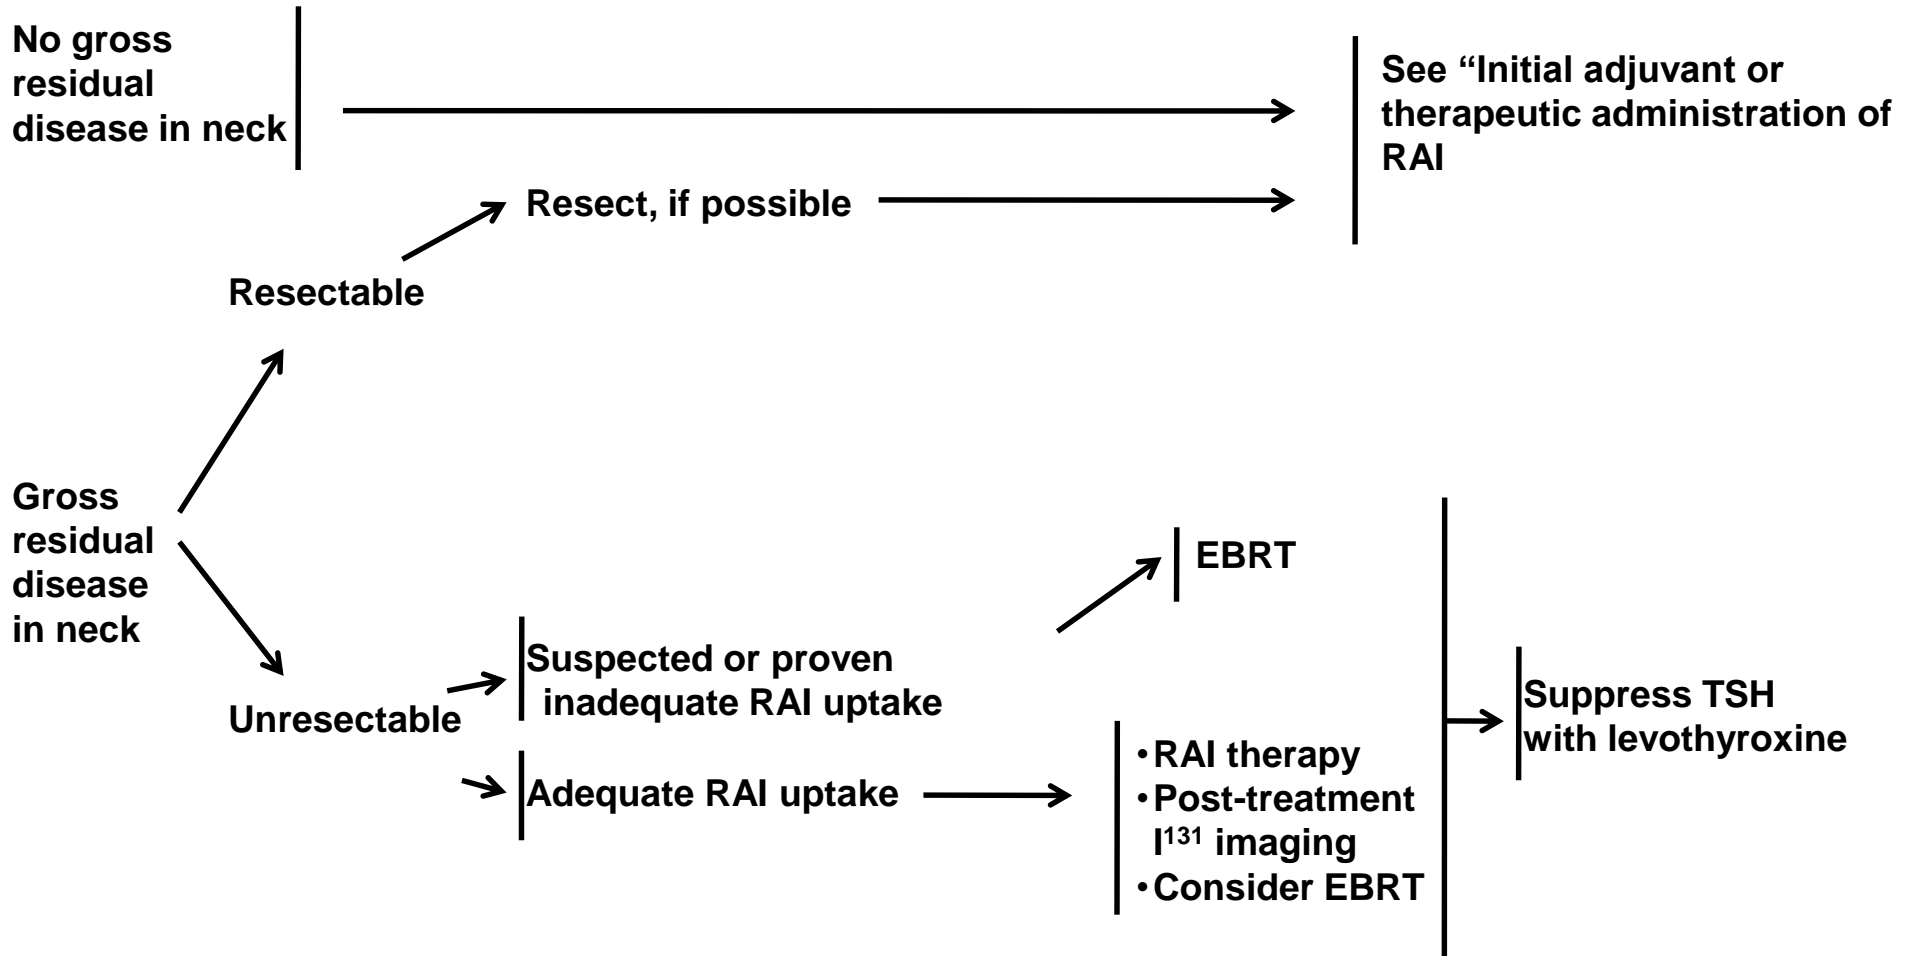 No gross
residual
disease in neck
See “Initial adjuvant or
therapeutic administration of
RAI
Resect, if possible
Resectable
Gross
residual
disease
in neck
Unresectable
Suspected or proven
inadequate RAI uptake
EBRT
Adequate RAI uptake
•RAI therapy
•Post-treatment
I¹³¹ imaging
•Consider EBRT
Suppress TSH
with levothyroxine